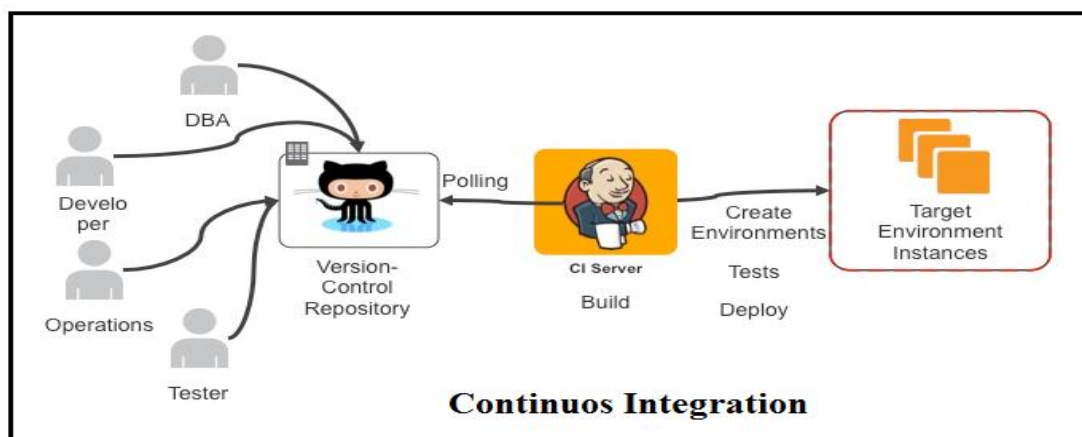 DBA
Develo
per
Operations
Tester
Version-
Control
Repository
Polling
CI Server
Build
Create
Environments
Tests
Deploy
Target
Environment
Instances
Continuos Integration